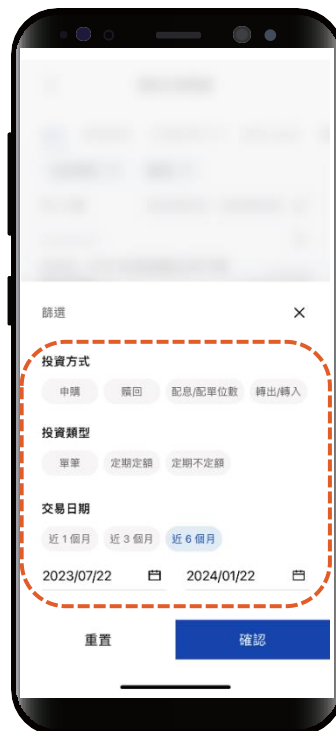 篩選
投資方式
申購 贖回 配息/配單位數 轉出/轉入
投資類型
單筆 定期定額 定期不定額
交易日期
近 1 個月 近 3 個月 近 6 個月
2023/07/22 2024/01/22
重置 確認